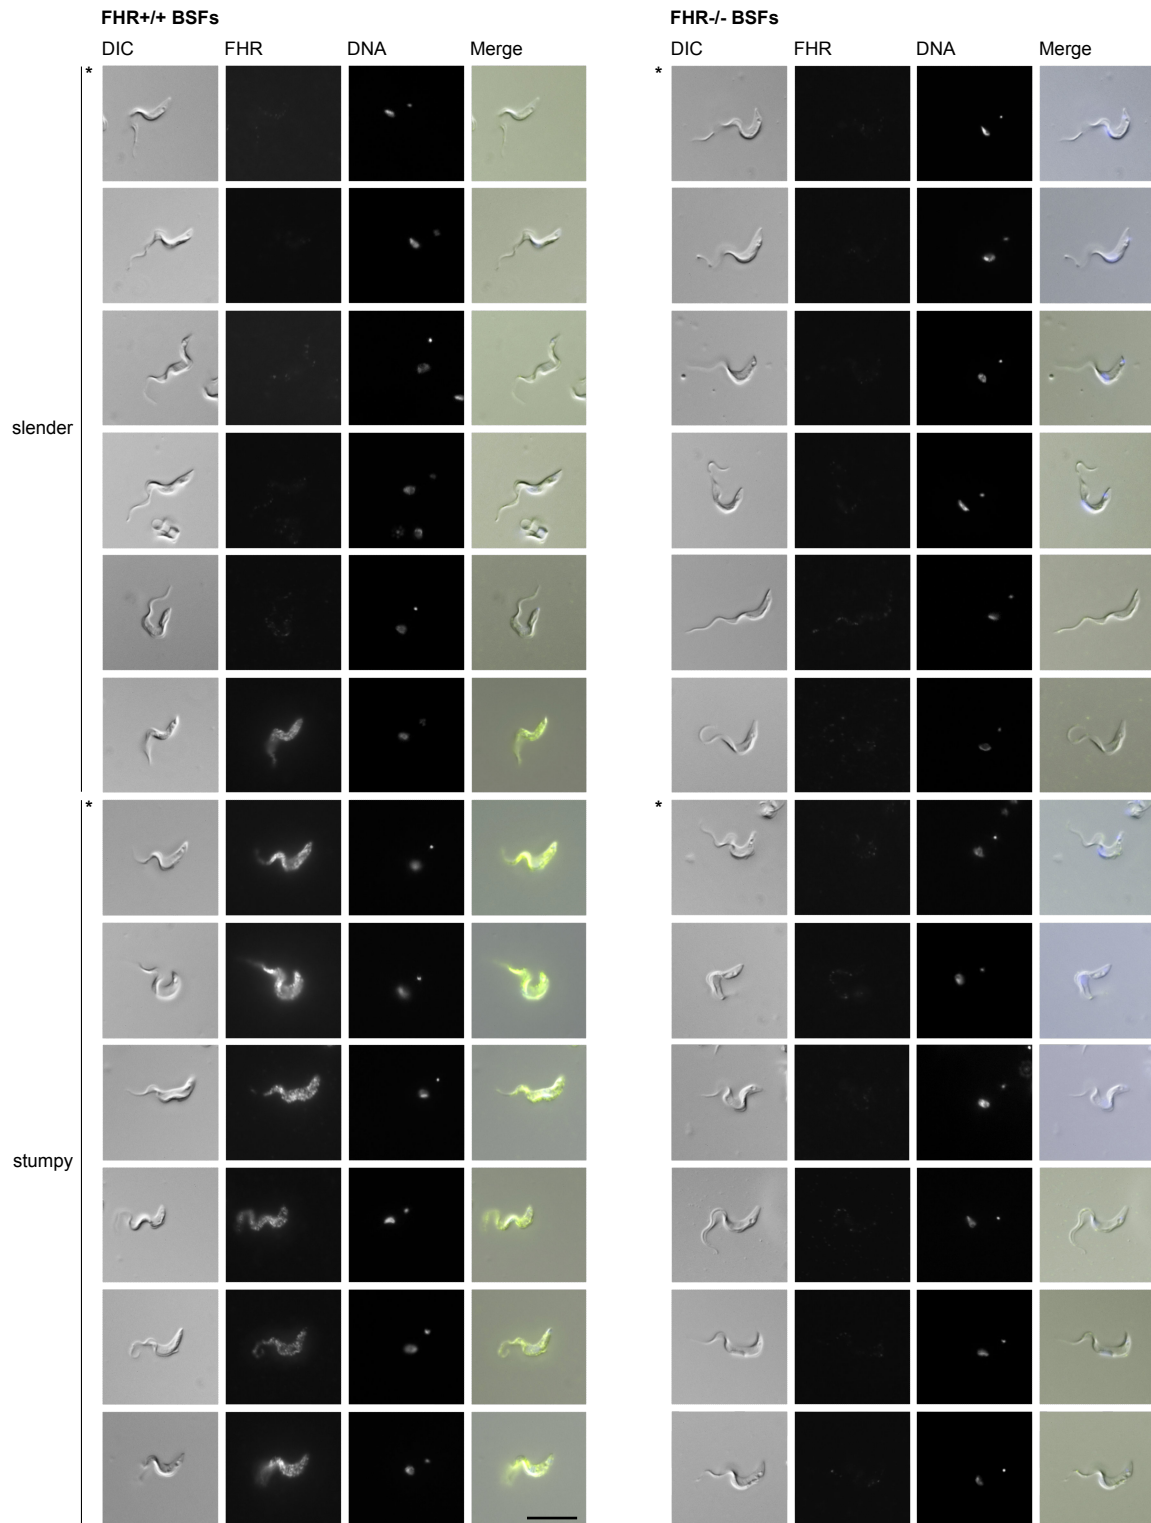 FHR+/+ BSFs
FHR-/- BSFs
DIC FHR DNA Merge
DIC FHR DNA Merge
*
*
slender
*
*
stumpy